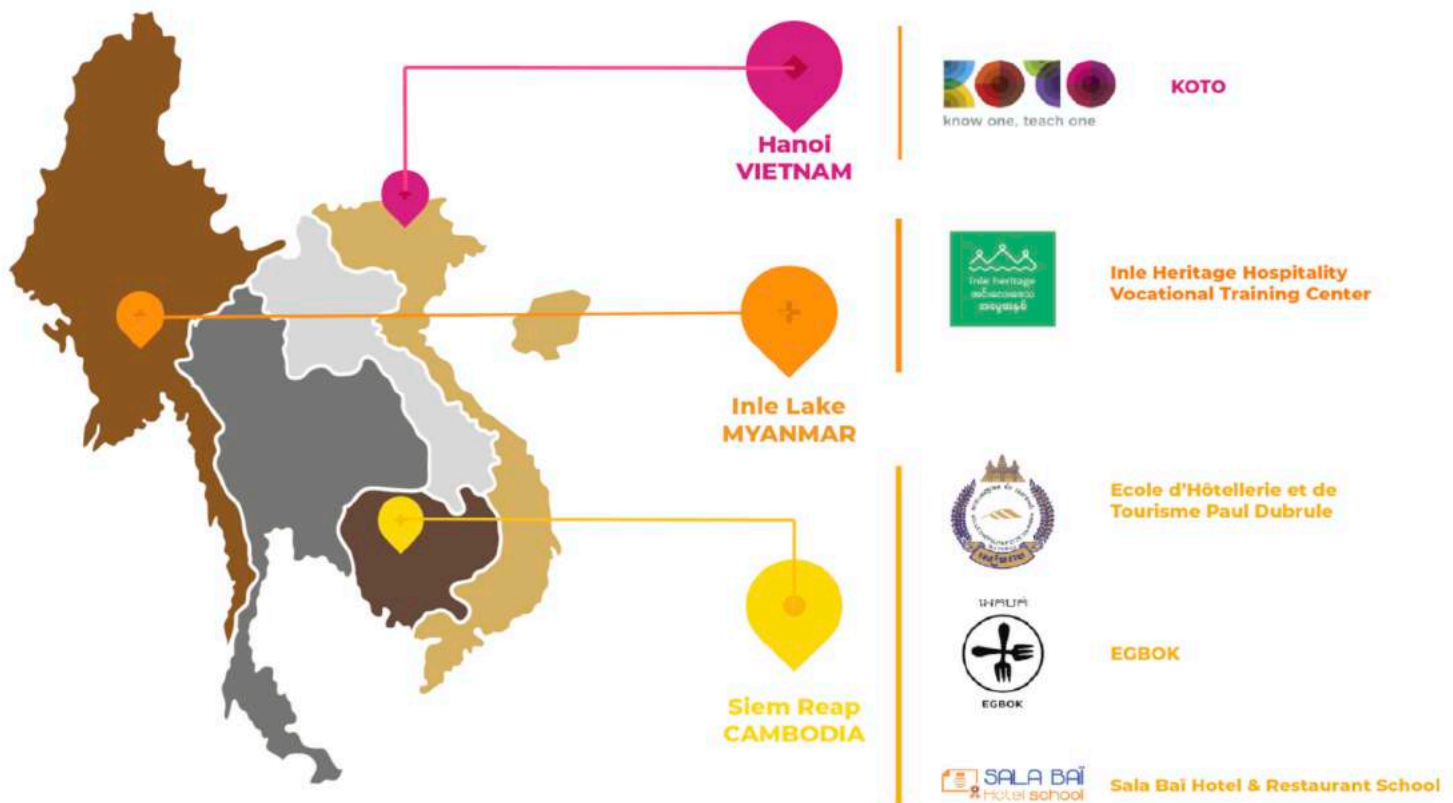 KOTO
know one, teach one
KOTO
Hanoi
VIETNAM
inle heritage
Inle Heritage Hospitality
Vocational Training Center
Inle Lake
MYANMAR
Ecole d'Hôtellerie et de
Tourisme Paul Dubrule
EGBOK
EGBOK
Siem Reap
CAMBODIA
SALA BAÏ
Hotel school
Sala Baï Hotel & Restaurant School